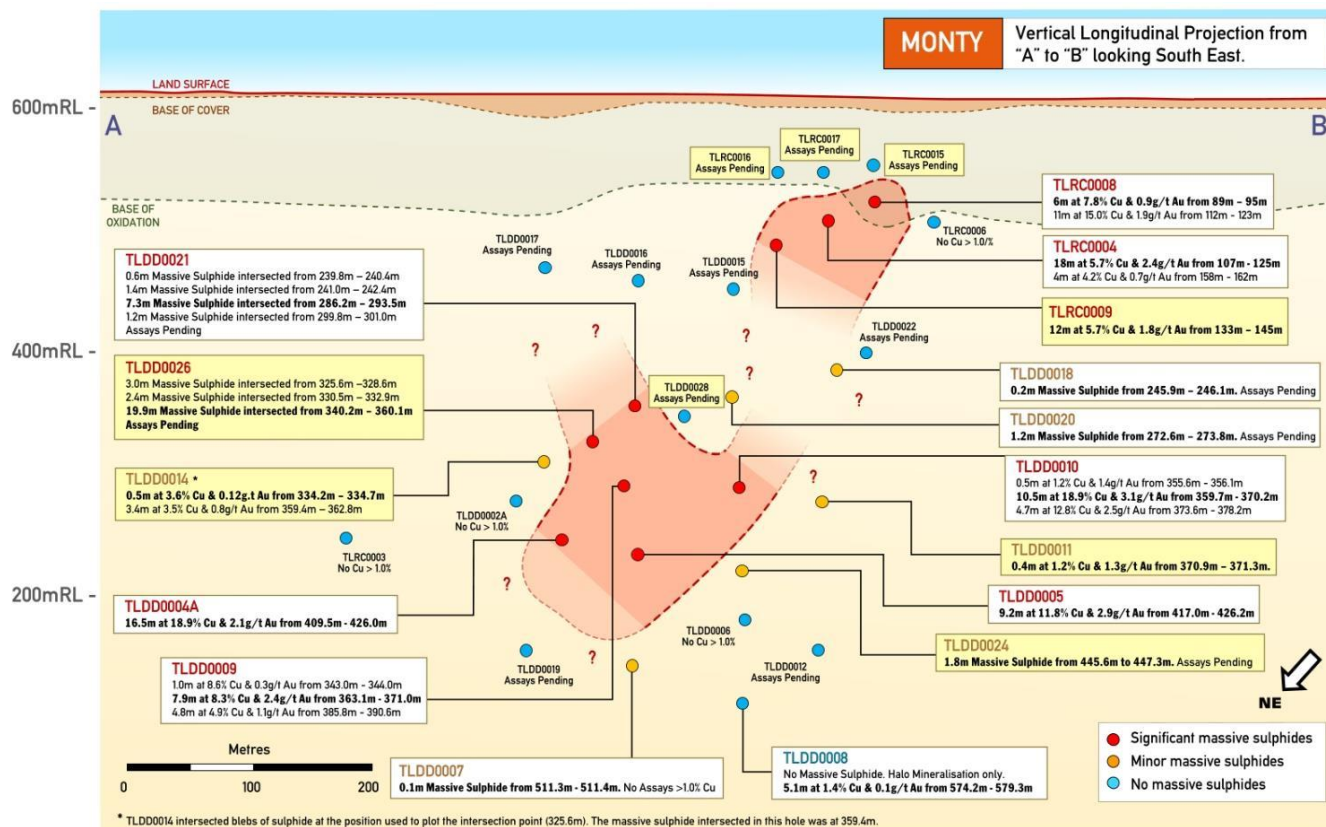 MONTY
Vertical Longitudinal Projection from
"A" to "B" looking South East.
LAND SURFACE
600mRL -
BASE OF COVER
A
B
TLRC0016
Assays Pending
TLRC0017
Assays Pending
TLRC0015
Assays Pending
BASE OF
OXIDATION
TLRC0008
6m at 7.8% Cu & 0.9g/t Au from 89m – 95m
11m at 15.0% Cu & 1.9g/t Au from 112m – 123m
TLRC0006
No Cu > 1.0/%
TLDD0017
Assays Pending
TLDD0016
Assays Pending
TLDD0015
Assays Pending
TLRC0004
18m at 5.7% Cu & 2.4g/t Au from 107m - 125m
4m at 4.2% Cu & 0.7g/t Au from 158m – 162m
TLDD0021
0.6m Massive Sulphide intersected from 239.8m – 240.4m
1.4m Massive Sulphide intersected from 241.0m – 242.4m
7.3m Massive Sulphide intersected from 286.2m – 293.5m
1.2m Massive Sulphide intersected from 299.8m – 301.0m
Assays Pending
TLRC0009
12m at 5.7% Cu & 1.8g/t Au from 133m – 145m
?
?
?
?
?
TLDD0022
Assays Pending
400mRL -
TLDD0026
3.0m Massive Sulphide intersected from 325.6m –328.6m
2.4m Massive Sulphide intersected from 330.5m – 332.9m
19.9m Massive Sulphide intersected from 340.2m – 360.1m
Assays Pending
TLDD0028
Assays Pending
TLDD0018
0.2m Massive Sulphide from 245.9m – 246.1m. Assays Pending
TLDD0020
1.2m Massive Sulphide from 272.6m – 273.8m. Assays Pending
TLDD0014 *
0.5m at 3.6% Cu & 0.12g.t Au from 334.2m – 334.7m
3.4m at 3.5% Cu & 0.8g/t Au from 359.4m – 362.8m
TLDD0010
0.5m at 1.2% Cu & 1.4g/t Au from 355.6m – 356.1m
10.5m at 18.9% Cu & 3.1g/t Au from 359.7m - 370.2m
4.7m at 12.8% Cu & 2.5g/t Au from 373.6m – 378.2m
?
TLDD0002A
No Cu > 1.0%
TLRC0003
No Cu > 1.0%
TLDD0011
0.4m at 1.2% Cu & 1.3g/t Au from 370.9m – 371.3m.
200mRL -
?
TLDD0004A
16.5m at 18.9% Cu & 2.1g/t Au from 409.5m - 426.0m
TLDD0005
9.2m at 11.8% Cu & 2.9g/t Au from 417.0m - 426.2m
TLDD0006
No Cu > 1.0%
TLDD0024
1.8m Massive Sulphide from 445.6m to 447.3m. Assays Pending
TLDD0019
Assays Pending
?
TLDD0012
Assays Pending
TLDD0009
1.0m at 8.6% Cu & 0.3g/t Au from 343.0m – 344.0m
7.9m at 8.3% Cu & 2.4g/t Au from 363.1m - 371.0m
4.8m at 4.9% Cu & 1.1g/t Au from 385.8m – 390.6m
NE
Metres
0
100
200
TLDD0007
0.1m Massive Sulphide from 511.3m - 511.4m. No Assays >1.0% Cu
TLDD0008
No Massive Sulphide. Halo Mineralisation only.
5.1m at 1.4% Cu & 0.1g/t Au from 574.2m - 579.3m
Significant massive sulphides
Minor massive sulphides
No massive sulphides
* TLDD0014 intersected blebs of sulphide at the position used to plot the intersection point (325.6m). The massive sulphide intersected in this hole was at 359.4m.